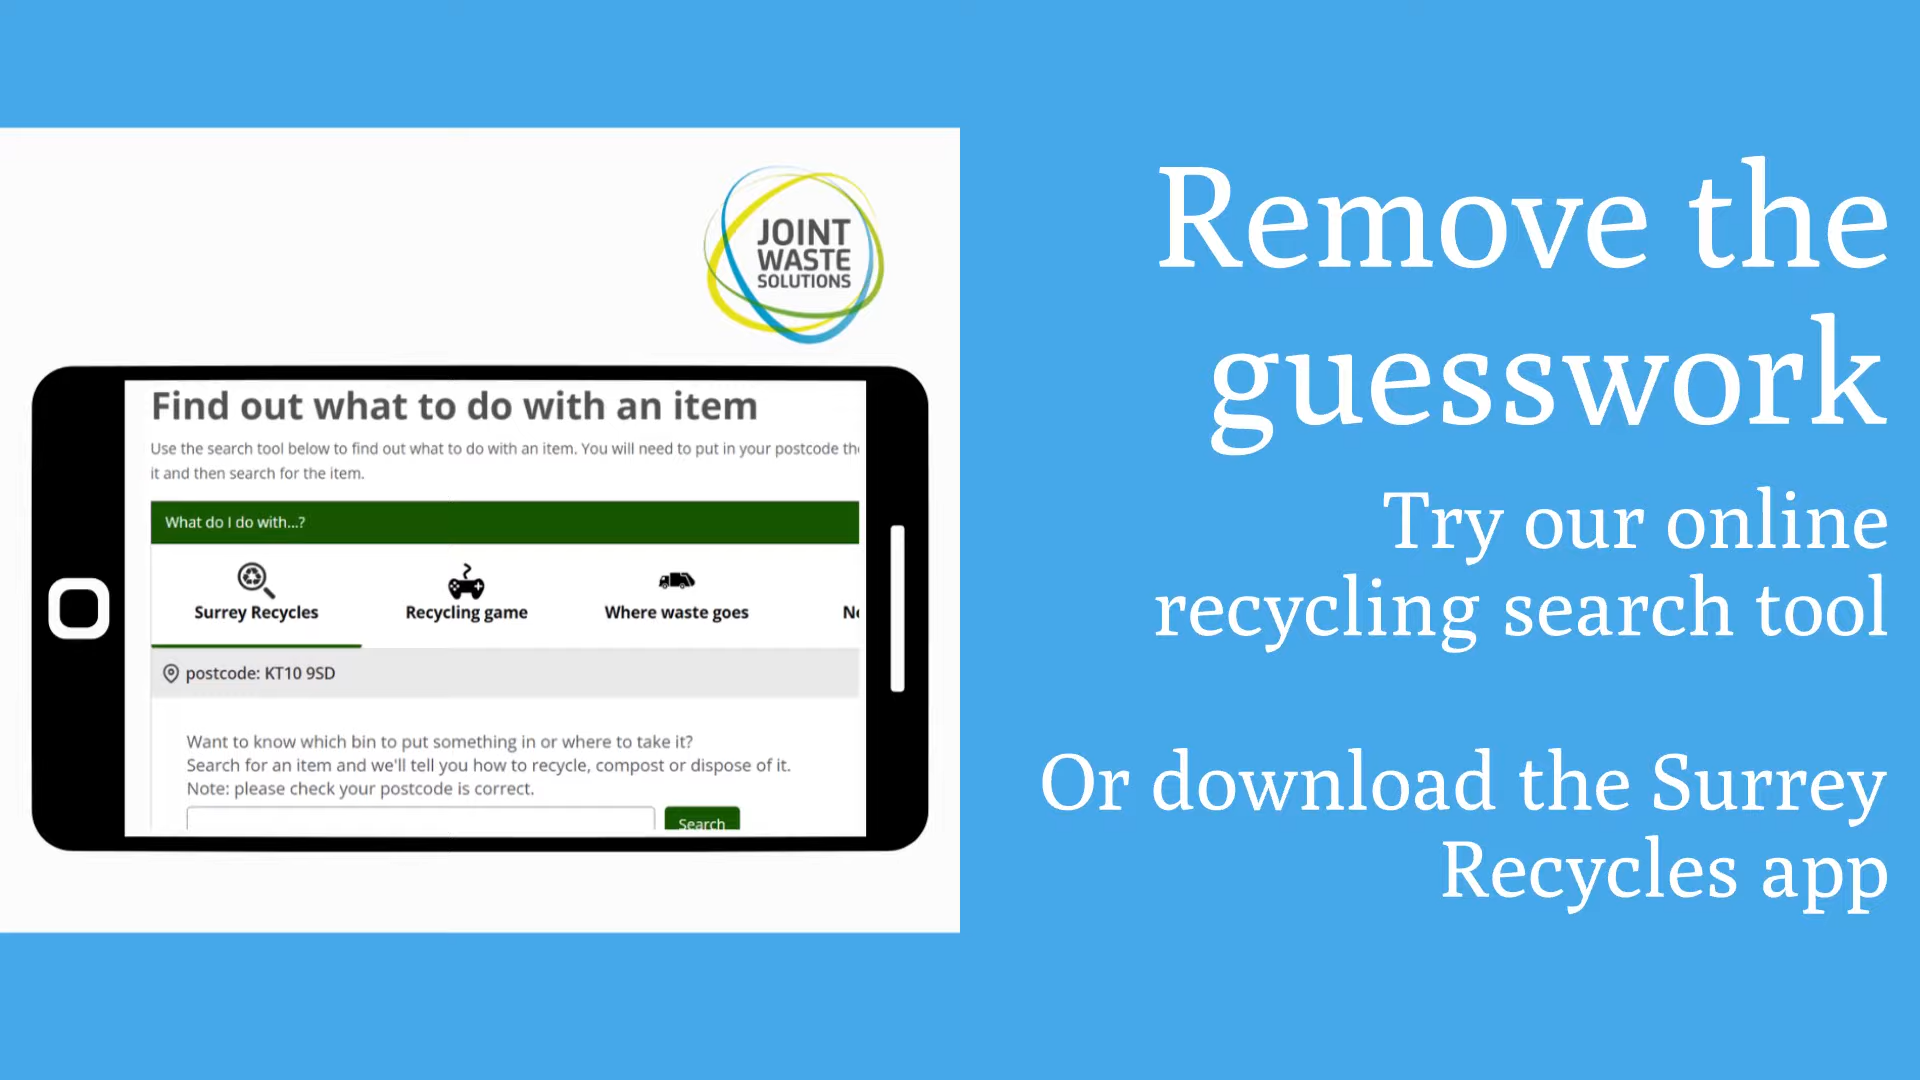 JOINT
WASTE
SOLUTIONS
Find out what to do with an item
Use the search tool below to find out what to do with an item. You will need to put in your postcode
it and then search for the item.
What do I do with...?
Surrey Recycles
Recycling game
Where waste goes
postcode: KT10 9SD
Want to know which bin to put something in or where to take it?
Search for an item and we'll tell you how to recycle, compost or dispose of it.
Note: please check your postcode is correct.
Search
Remove the
guesswork
Try our online
recycling search tool
Or download the Surrey
Recycles app